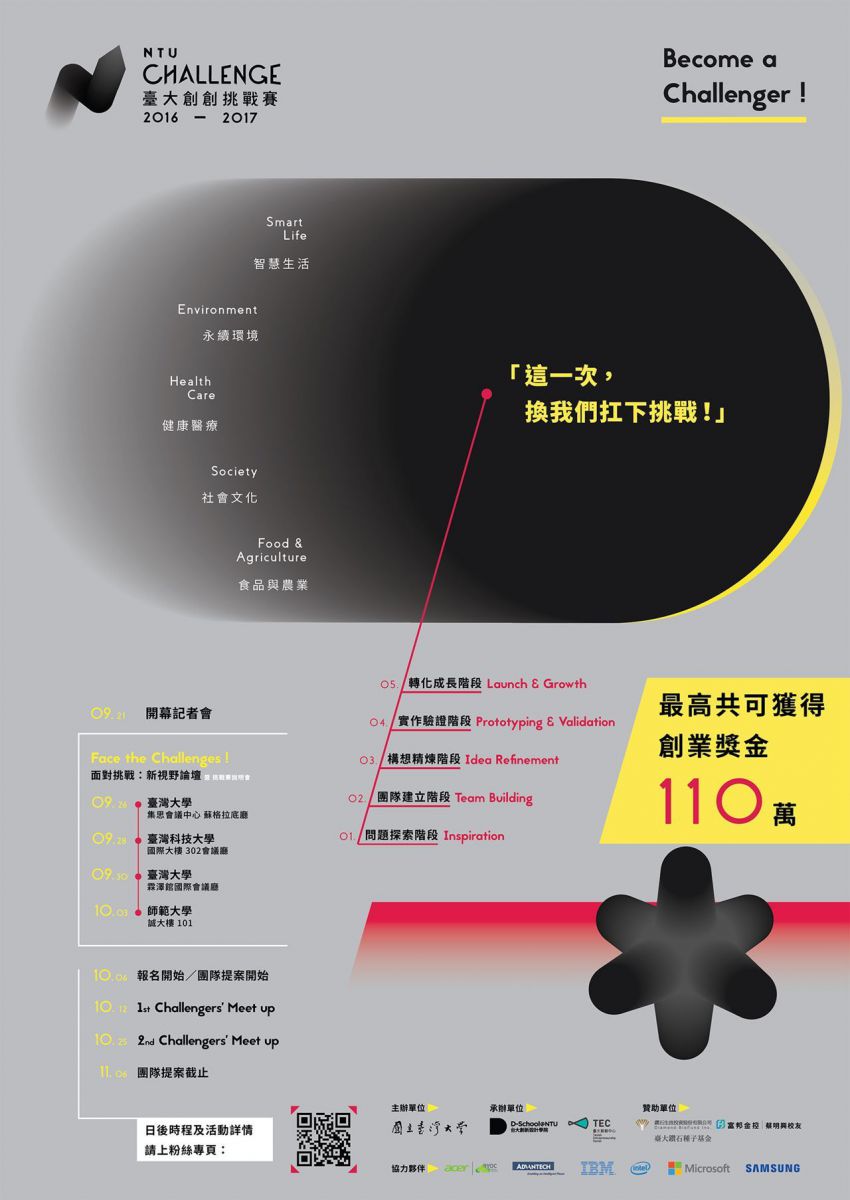 NTU
CHALLENGE
臺大創創挑戰賽
2016 — 2017
Become a
Challenger !
Smart
Life
智慧生活
Environment
永續環境
Health
Care
健康醫療
Society
社會文化
Food &
Agriculture
食品與農業
「這一次，
換我們扛下挑戰！」
05. 轉化成長階段 Launch & Growth
04. 實作驗證階段 Prototyping & Validation
03. 構想精煉階段 Idea Refinement
02. 團隊建立階段 Team Building
01. 問題探索階段 Inspiration
最高共可獲得
創業獎金
110萬
09. 21 開幕記者會
Face the Challenges !
面對挑戰：新視野論壇 暨 挑戰賽說明會
09. 26 臺灣大學
集思會議中心 蘇格拉底廳
09. 28 臺灣科技大學
國際大樓 302會議廳
09. 30 臺灣大學
霖澤館國際會議廳
10. 03 師範大學
誠大樓 101
10. 06 報名開始／團隊提案開始
10. 12 1st Challengers' Meet up
10. 25 2nd Challengers' Meet up
11. 06 團隊提案截止
日後時程及活動詳情
請上粉絲專頁：
主辦單位
國立臺灣大學
承辦單位
D-School@NTU
台大創新設計學院
TEC
臺大創創中心
贊助單位
鑽石生技投資股份有限公司
Diamond BioFund Inc.
富邦金控
蔡明興校友
臺大鑽石種子基金
協力夥伴
acer
ADVANTECH
IBM
intel
Microsoft
SAMSUNG